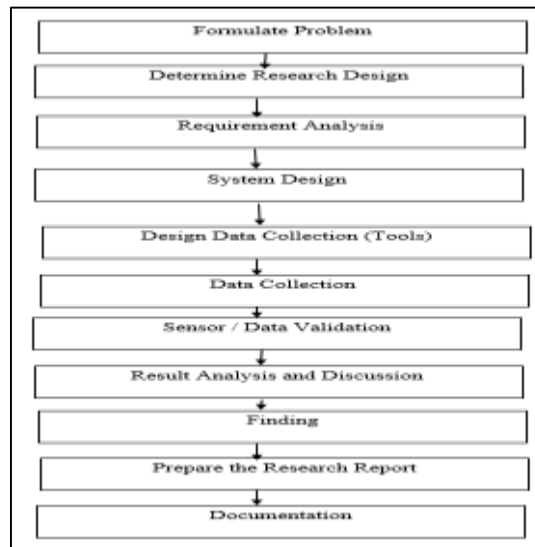 Formulate Problem
Determine Research Design
Requirement Analysis
System Design
Design Data Collection (Tools)
Data Collection
Sensor / Data Validation
Result Analysis and Discussion
Finding
Prepare the Research Report
Documentation